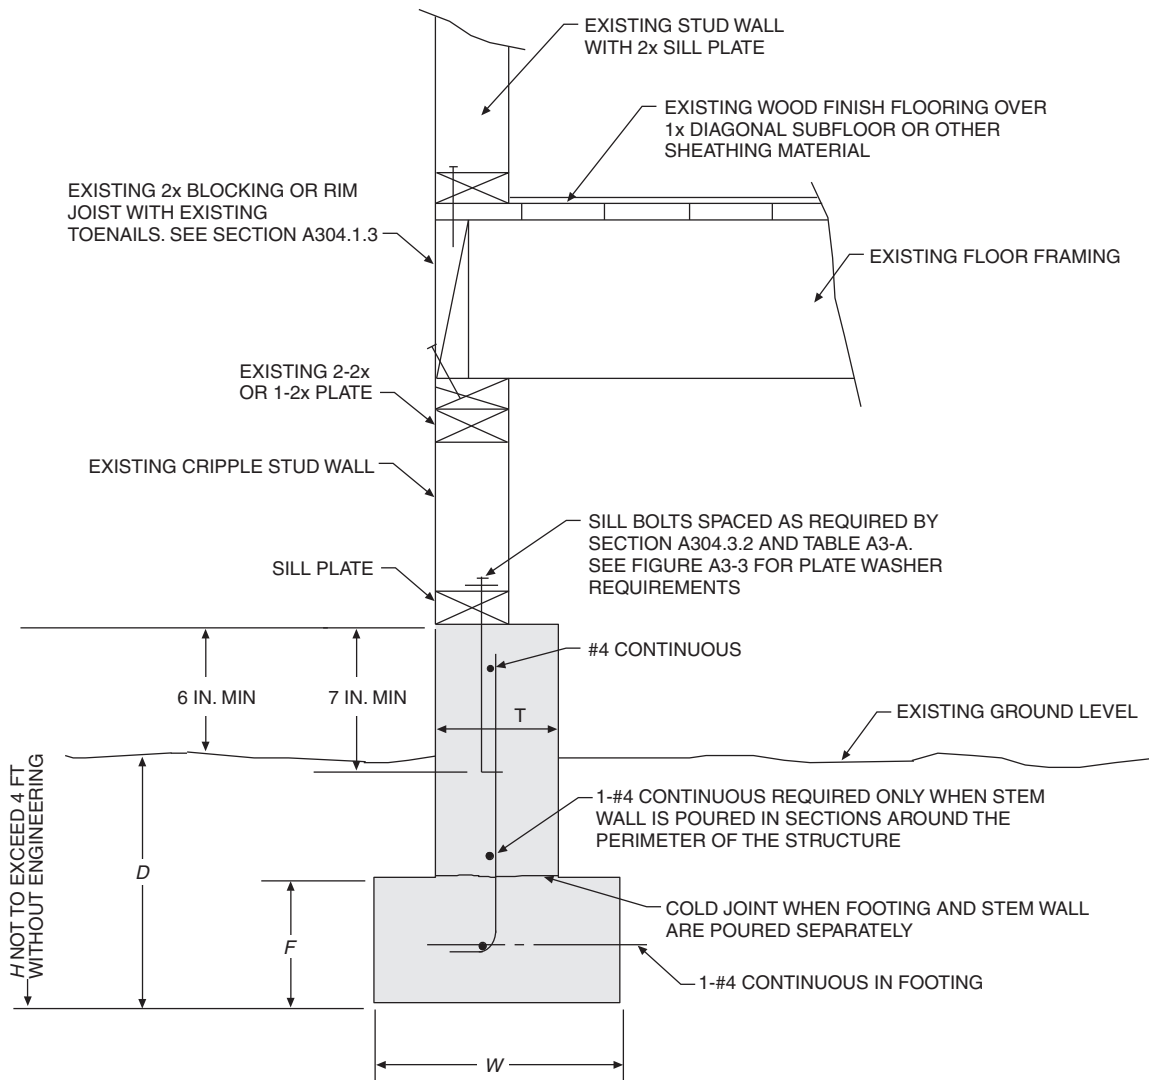 EXISTING STUD WALL
WITH 2x SILL PLATE
EXISTING WOOD FINISH FLOORING OVER
1x DIAGONAL SUBFLOOR OR OTHER
SHEATHING MATERIAL
EXISTING 2x BLOCKING OR RIM
JOIST WITH EXISTING
TOENAILS. SEE SECTION A304.1.3
EXISTING FLOOR FRAMING
EXISTING 2-2x
OR 1-2x PLATE
EXISTING CRIPPLE STUD WALL
SILL BOLTS SPACED AS REQUIRED BY
SECTION A304.3.2 AND TABLE A3-A.
SEE FIGURE A3-3 FOR PLATE WASHER
REQUIREMENTS
SILL PLATE
#4 CONTINUOUS
6 IN. MIN
7 IN. MIN
T
EXISTING GROUND LEVEL
1-#4 CONTINUOUS REQUIRED ONLY WHEN STEM
WALL IS POURED IN SECTIONS AROUND THE
PERIMETER OF THE STRUCTURE
H NOT TO EXCEED 4 FT
WITHOUT ENGINEERING
D
F
COLD JOINT WHEN FOOTING AND STEM WALL
ARE POURED SEPARATELY
1-#4 CONTINUOUS IN FOOTING
W